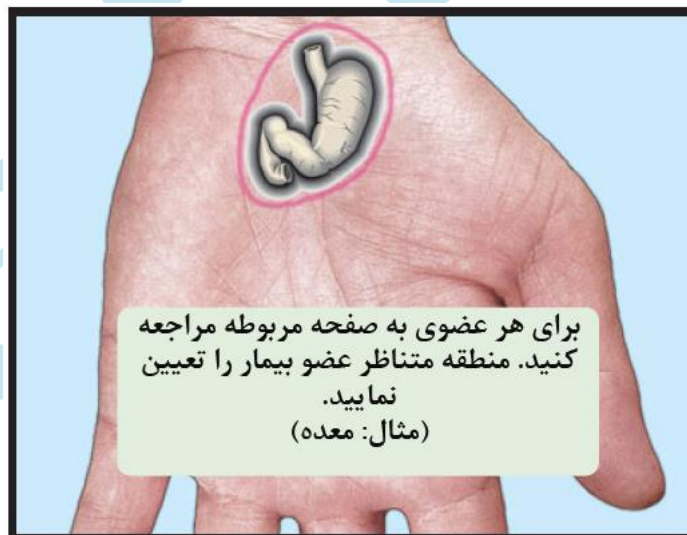 برای هر عضوی به صفحه مربوطه مراجعه
کنید. منطقه متناظر عضو بیمار را تعیین
نمایید.
(مثال: معده)